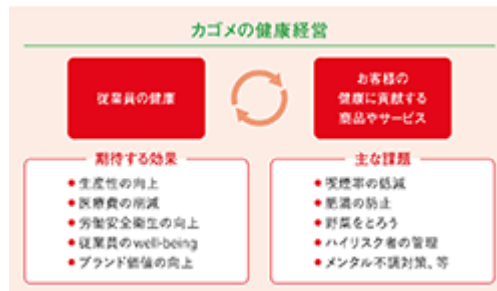 カゴメの健康経営
従業員の健康
お客様の
健康に貢献する
商品やサービス
期待する効果
● 生産性の向上
● 医療費の削減
● 労働安全衛生の向上
● 従業員のwell-being
● ブランド価値の向上
主な課題
● 喫煙率の低減
● 肥満の防止
● 野菜をとろう
● ハイリスク者の管理
● メンタル不調対策、等